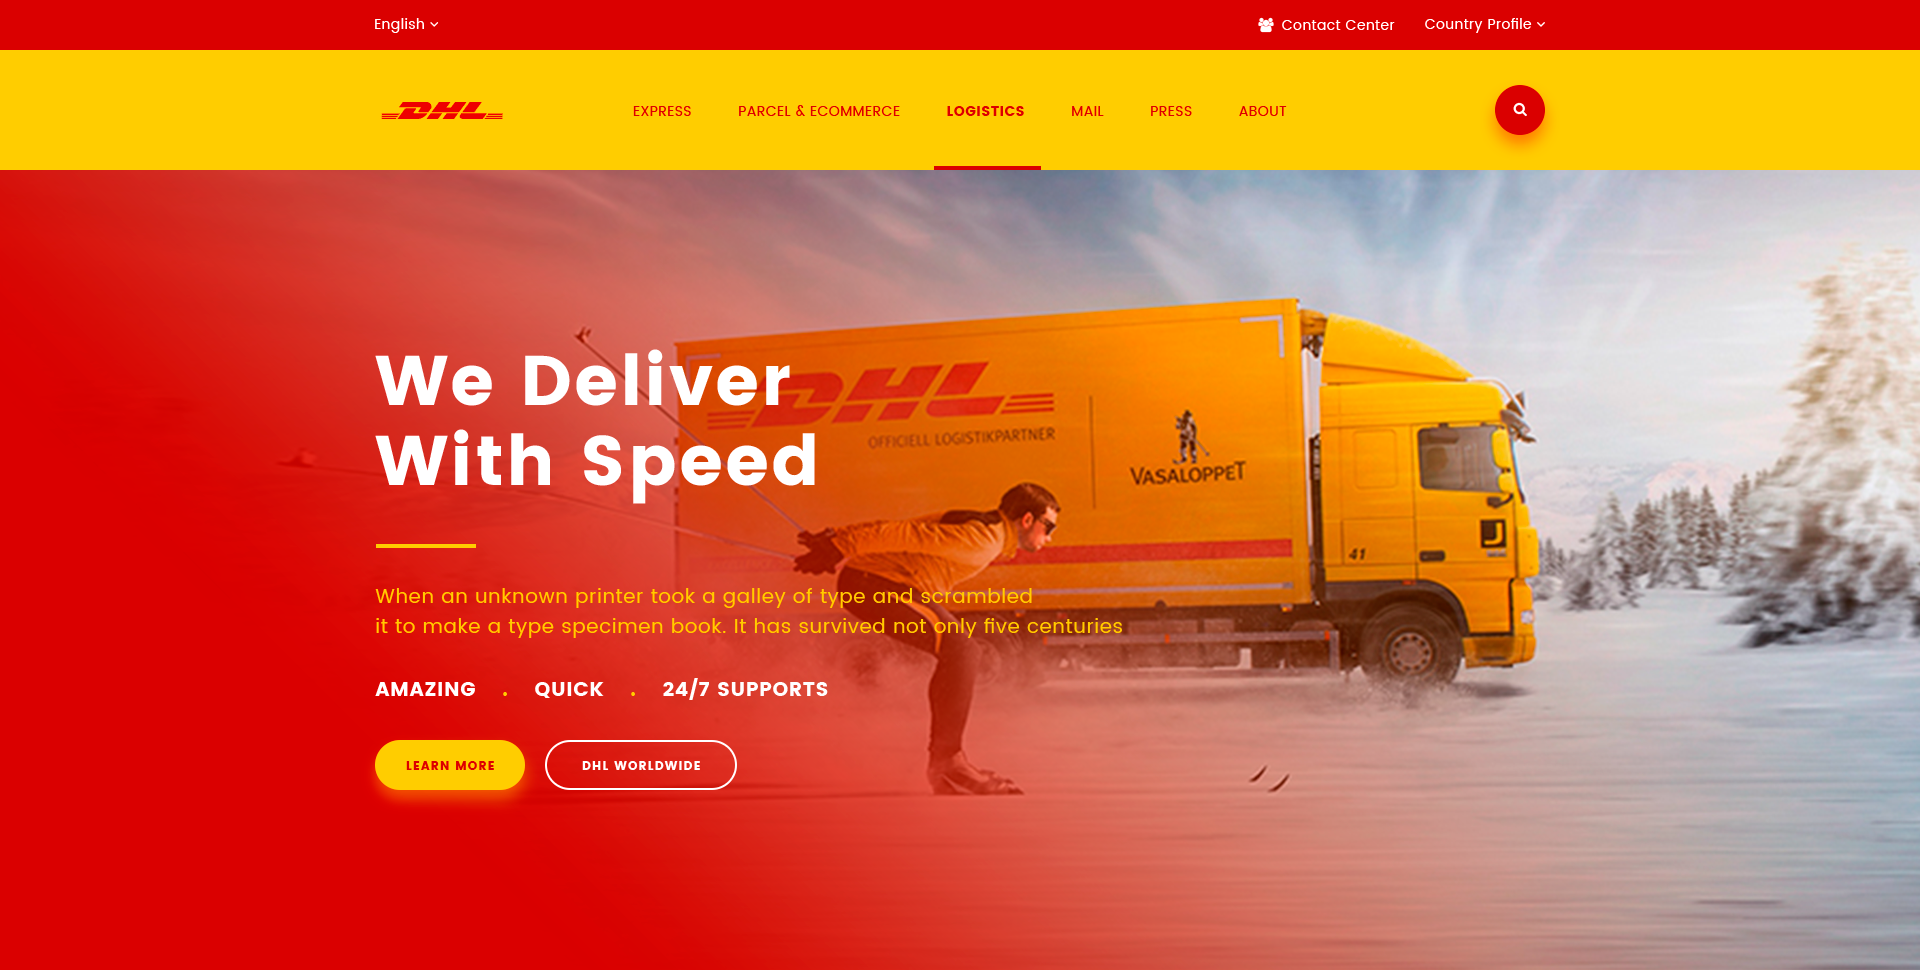 English
Contact Center
Country Profile
DHL
EXPRESS
PARCEL & ECOMMERCE
LOGISTICS
MAIL
PRESS
ABOUT
We Deliver
With Speed
DHL
OFFICIELL LOGISTIKPARTNER
VASALOPPET
41
When an unknown printer took a galley of type and scrambled
it to make a type specimen book. It has survived not only five centuries
AMAZING . QUICK . 24/7 SUPPORTS
LEARN MORE
DHL WORLDWIDE